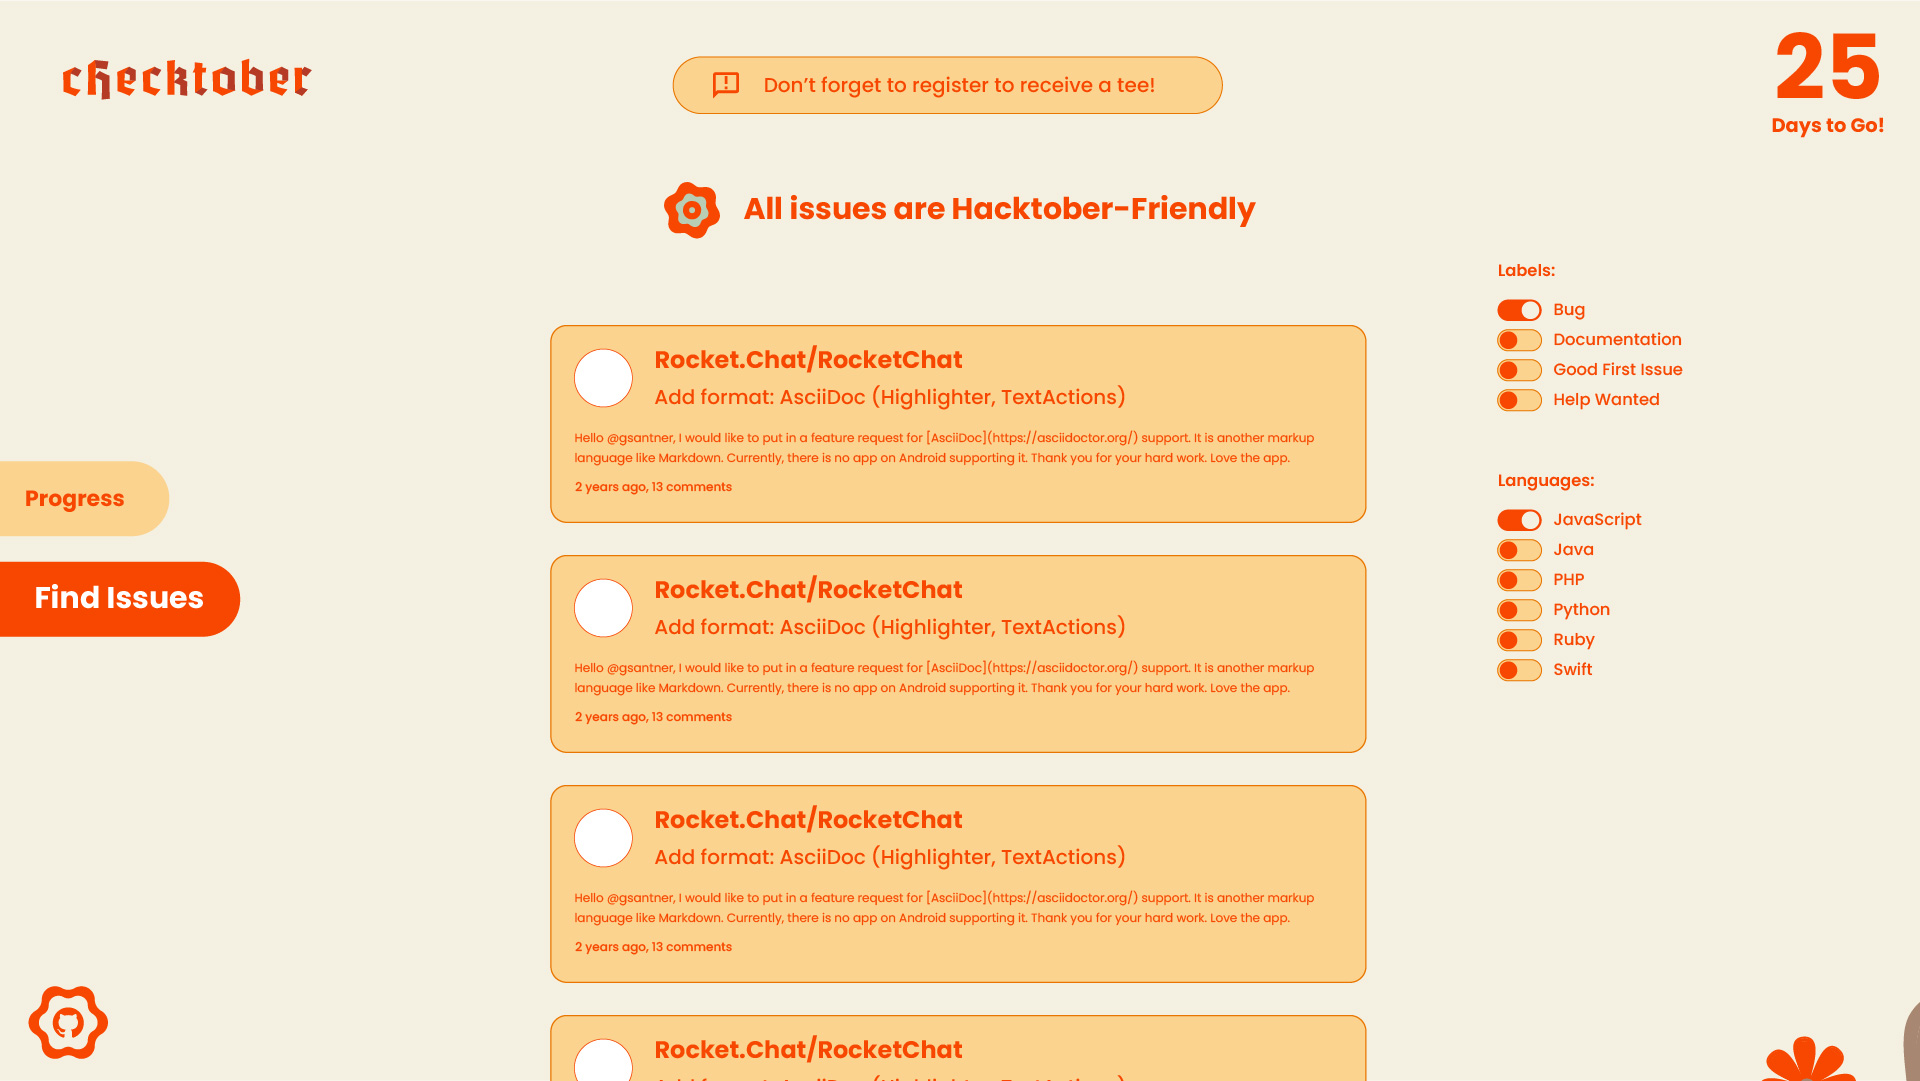 checktober
Don’t forget to register to receive a tee!
25
Days to Go!
All issues are Hacktober-Friendly
Progress
Find Issues
Rocket.Chat/RocketChat
Add format: AsciiDoc (Highlighter, TextActions)
Hello @gsantner, I would like to put in a feature request for [AsciiDoc](https://asciidoctor.org/) support. It is another markup
language like Markdown. Currently, there is no app on Android supporting it. Thank you for your hard work. Love the app.
2 years ago, 13 comments
Rocket.Chat/RocketChat
Add format: AsciiDoc (Highlighter, TextActions)
Hello @gsantner, I would like to put in a feature request for [AsciiDoc](https://asciidoctor.org/) support. It is another markup
language like Markdown. Currently, there is no app on Android supporting it. Thank you for your hard work. Love the app.
2 years ago, 13 comments
Rocket.Chat/RocketChat
Add format: AsciiDoc (Highlighter, TextActions)
Hello @gsantner, I would like to put in a feature request for [AsciiDoc](https://asciidoctor.org/) support. It is another markup
language like Markdown. Currently, there is no app on Android supporting it. Thank you for your hard work. Love the app.
2 years ago, 13 comments
Rocket.Chat/RocketChat
Labels:
Bug
Documentation
Good First Issue
Help Wanted
Languages:
JavaScript
Java
PHP
Python
Ruby
Swift